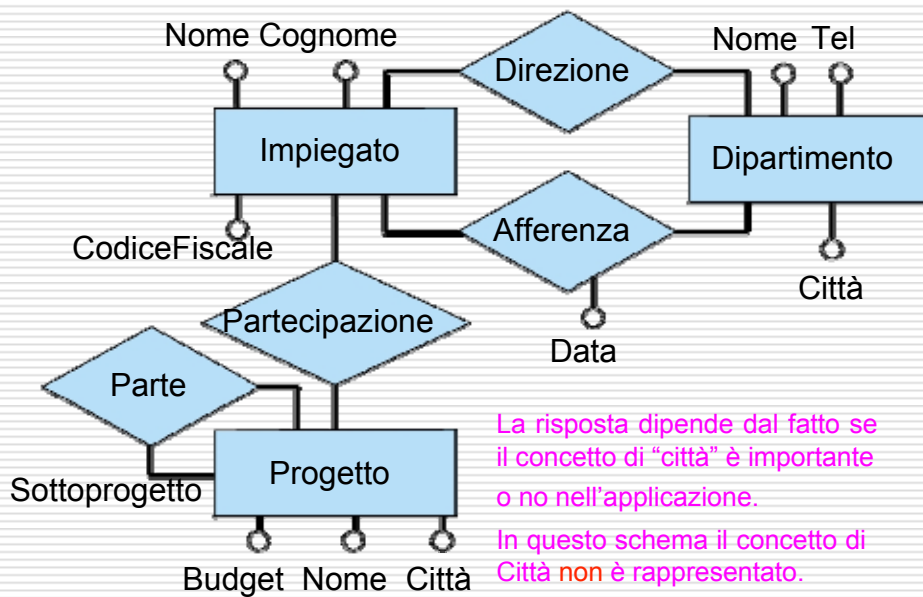 Nome Cognome
Nome Tel
Direzione
Impiegato
Dipartimento
Afferenza
CodiceFiscale
Città
Partecipazione
Data
Parte
La risposta dipende dal fatto se
il concetto di “città” è importante
o no nell’applicazione.
Progetto
Sottoprogetto
In questo schema il concetto di
Città non è rappresentato.
Budget Nome Città